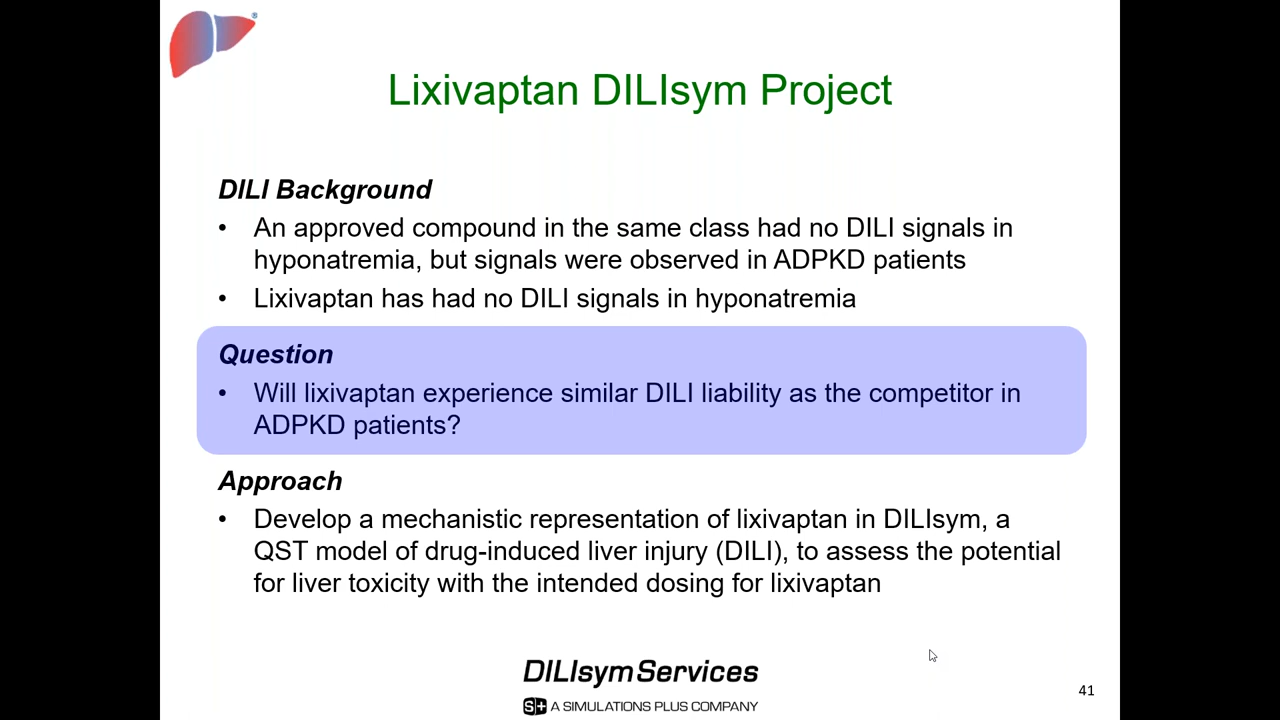 Lixivaptan DILIsym Project
DILI Background
• An approved compound in the same class had no DILI signals in
hyponatremia, but signals were observed in ADPKD patients
• Lixivaptan has had no DILI signals in hyponatremia
Question
• Will lixivaptan experience similar DILI liability as the competitor in
ADPKD patients?
Approach
• Develop a mechanistic representation of lixivaptan in DILIsym, a
QST model of drug-induced liver injury (DILI), to assess the potential
for liver toxicity with the intended dosing for lixivaptan
DILIsym Services
S+ A SIMULATIONS PLUS COMPANY
41